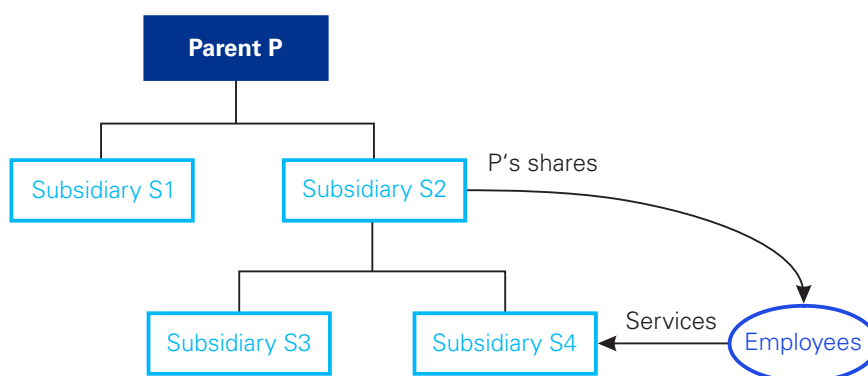 Parent P
P‘s shares
Subsidiary S1
Subsidiary S2
Services
Subsidiary S3
Subsidiary S4
Employees